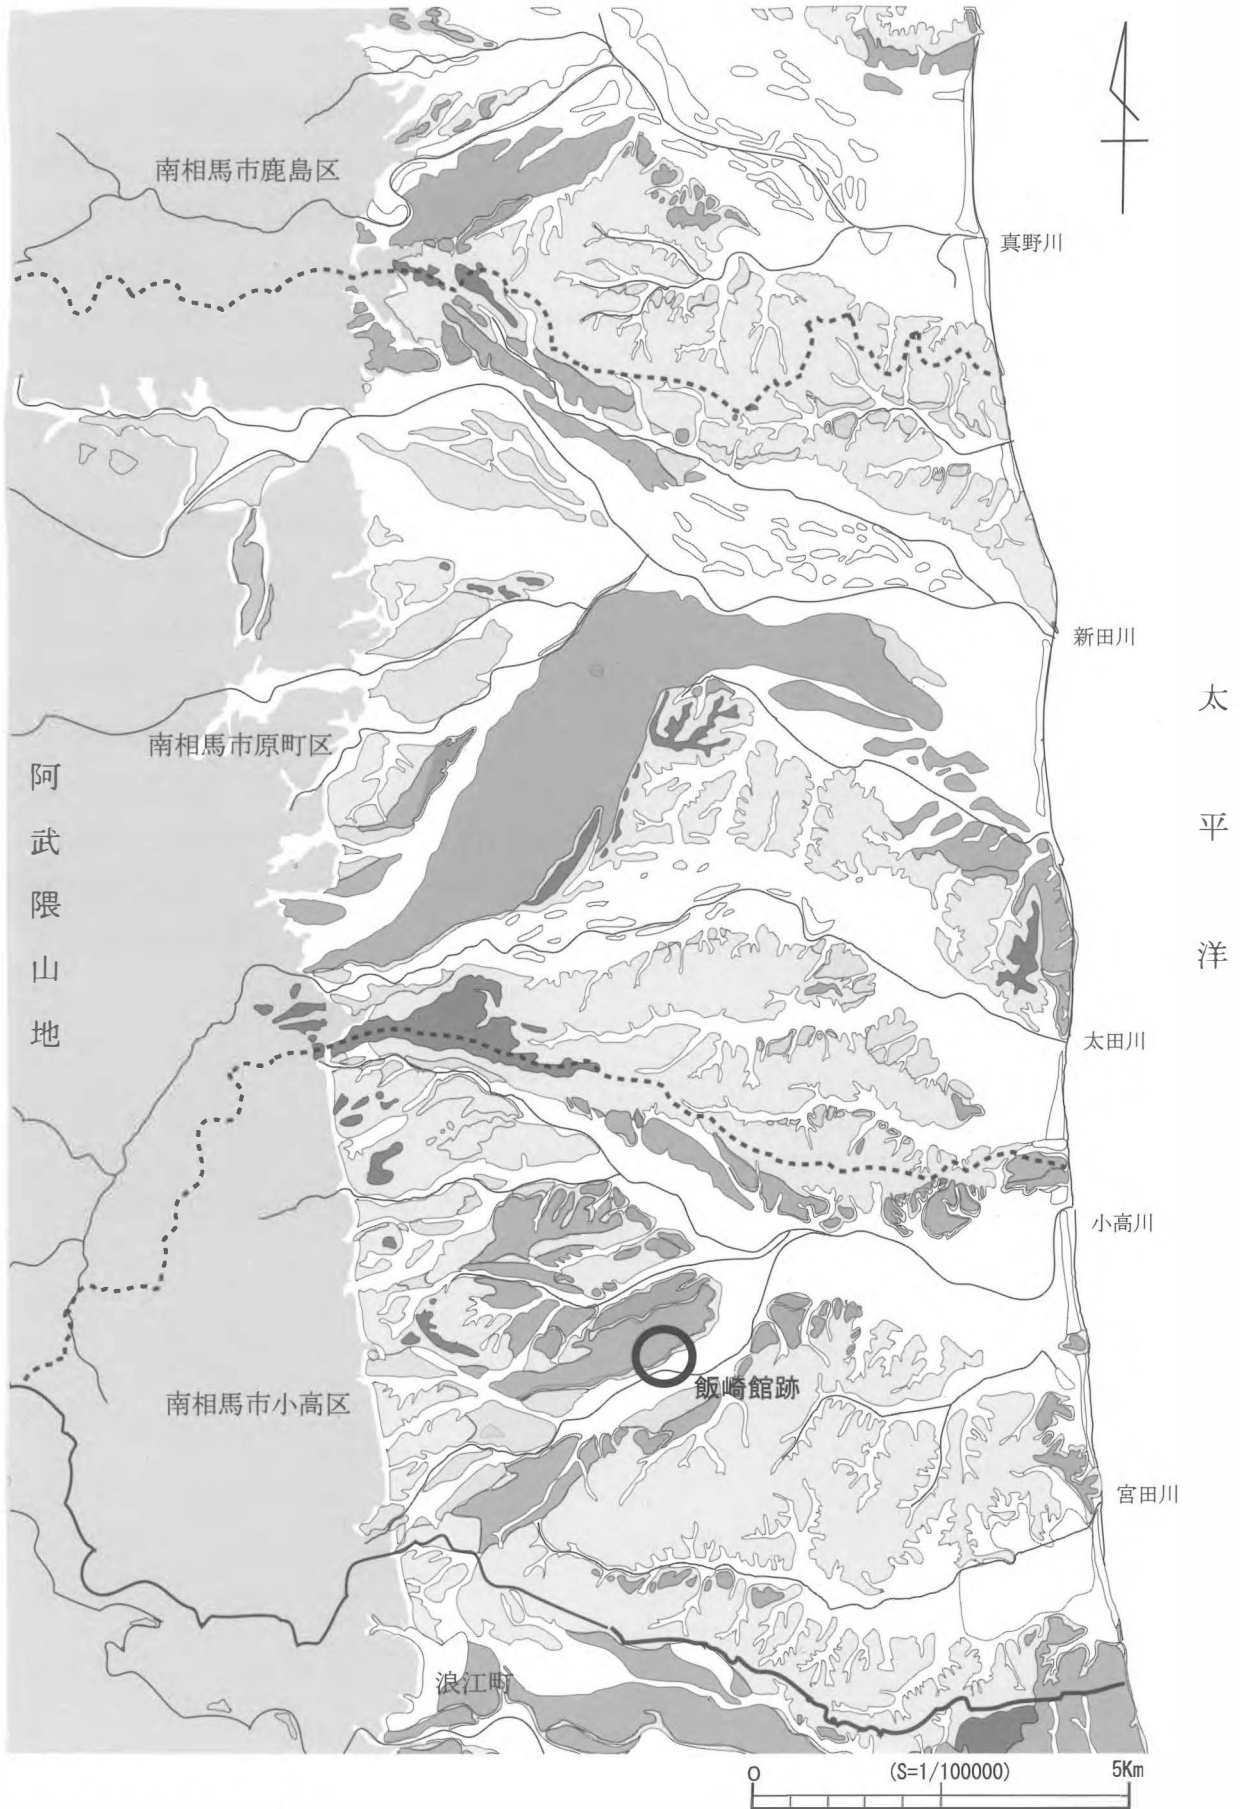 南相馬市鹿島区
真野川
新田川
南相馬市原町区
太平洋
阿武隈山地
太田川
小高川
飯崎館跡
南相馬市小高区
宮田川
浪江町
0 (S=1/100000) 5Km